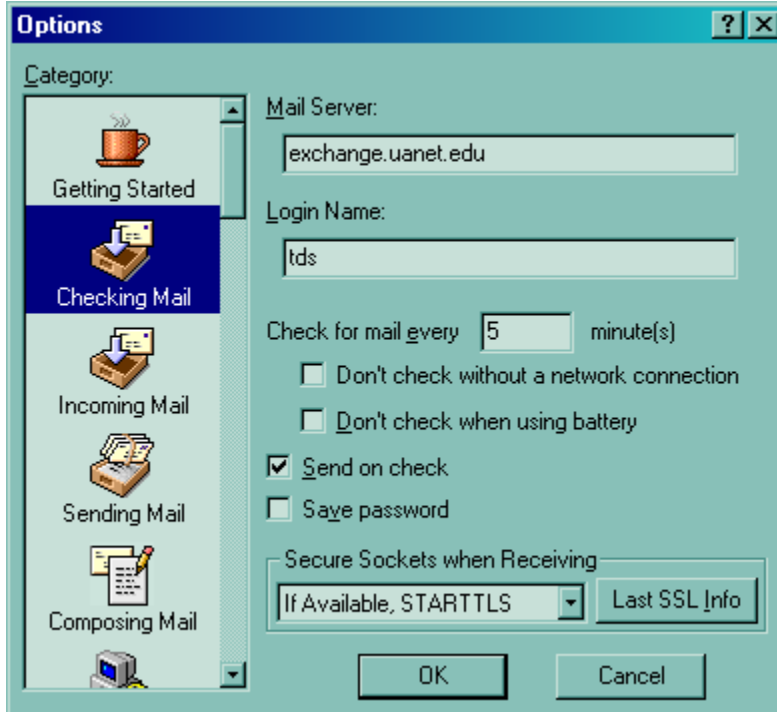 Options
Category:
Getting Started
Checking Mail
Incoming Mail
Sending Mail
Composing Mail
Mail Server:
exchange.uanet.edu
Login Name:
tds
Check for mail every 5 minute(s)
Don't check without a network connection
Don't check when using battery
Send on check
Save password
Secure Sockets when Receiving
If Available, STARTTLS
Last SSL Info
OK
Cancel